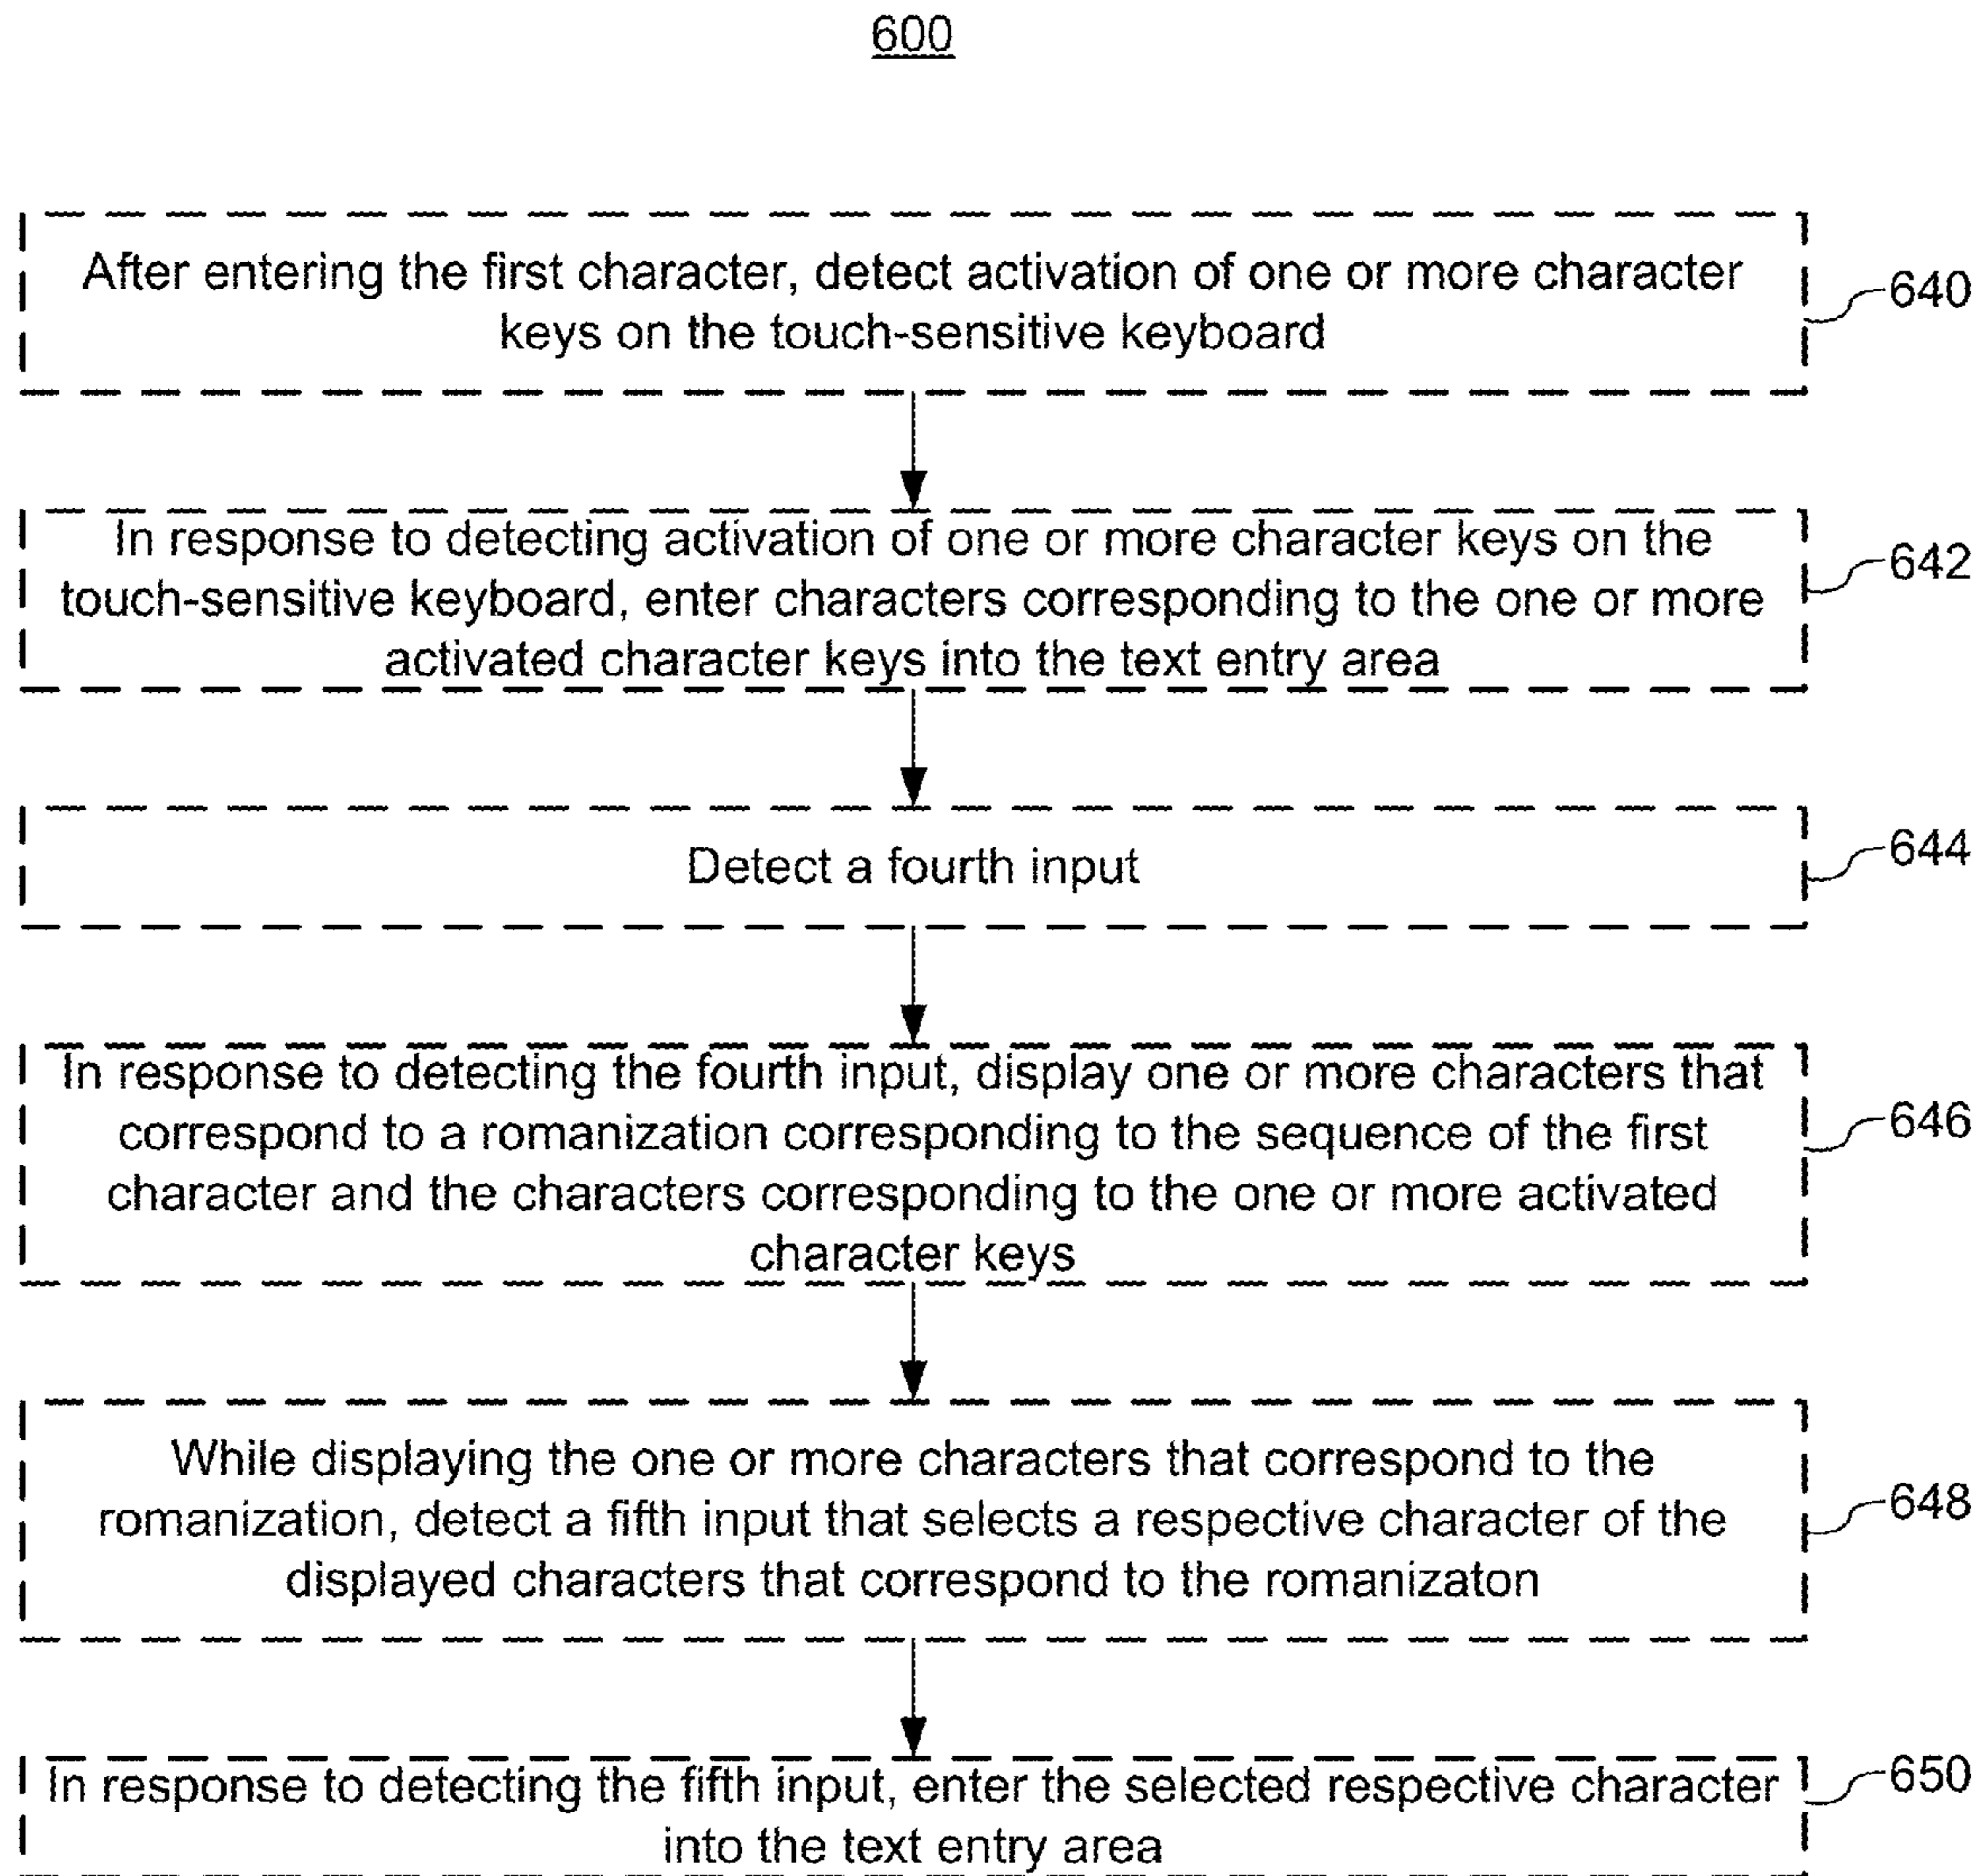 600
After entering the first character, detect activation of one or more character
keys on the touch-sensitive keyboard
640
In response to detecting activation of one or more character keys on the
touch-sensitive keyboard, enter characters corresponding to the one or more
activated character keys into the text entry area
642
Detect a fourth input
644
In response to detecting the fourth input, display one or more characters that
correspond to a romanization corresponding to the sequence of the first
character and the characters corresponding to the one or more activated
character keys
646
While displaying the one or more characters that correspond to the
romanization, detect a fifth input that selects a respective character of the
displayed characters that correspond to the romanizaton
648
In response to detecting the fifth input, enter the selected respective character
into the text entry area
650